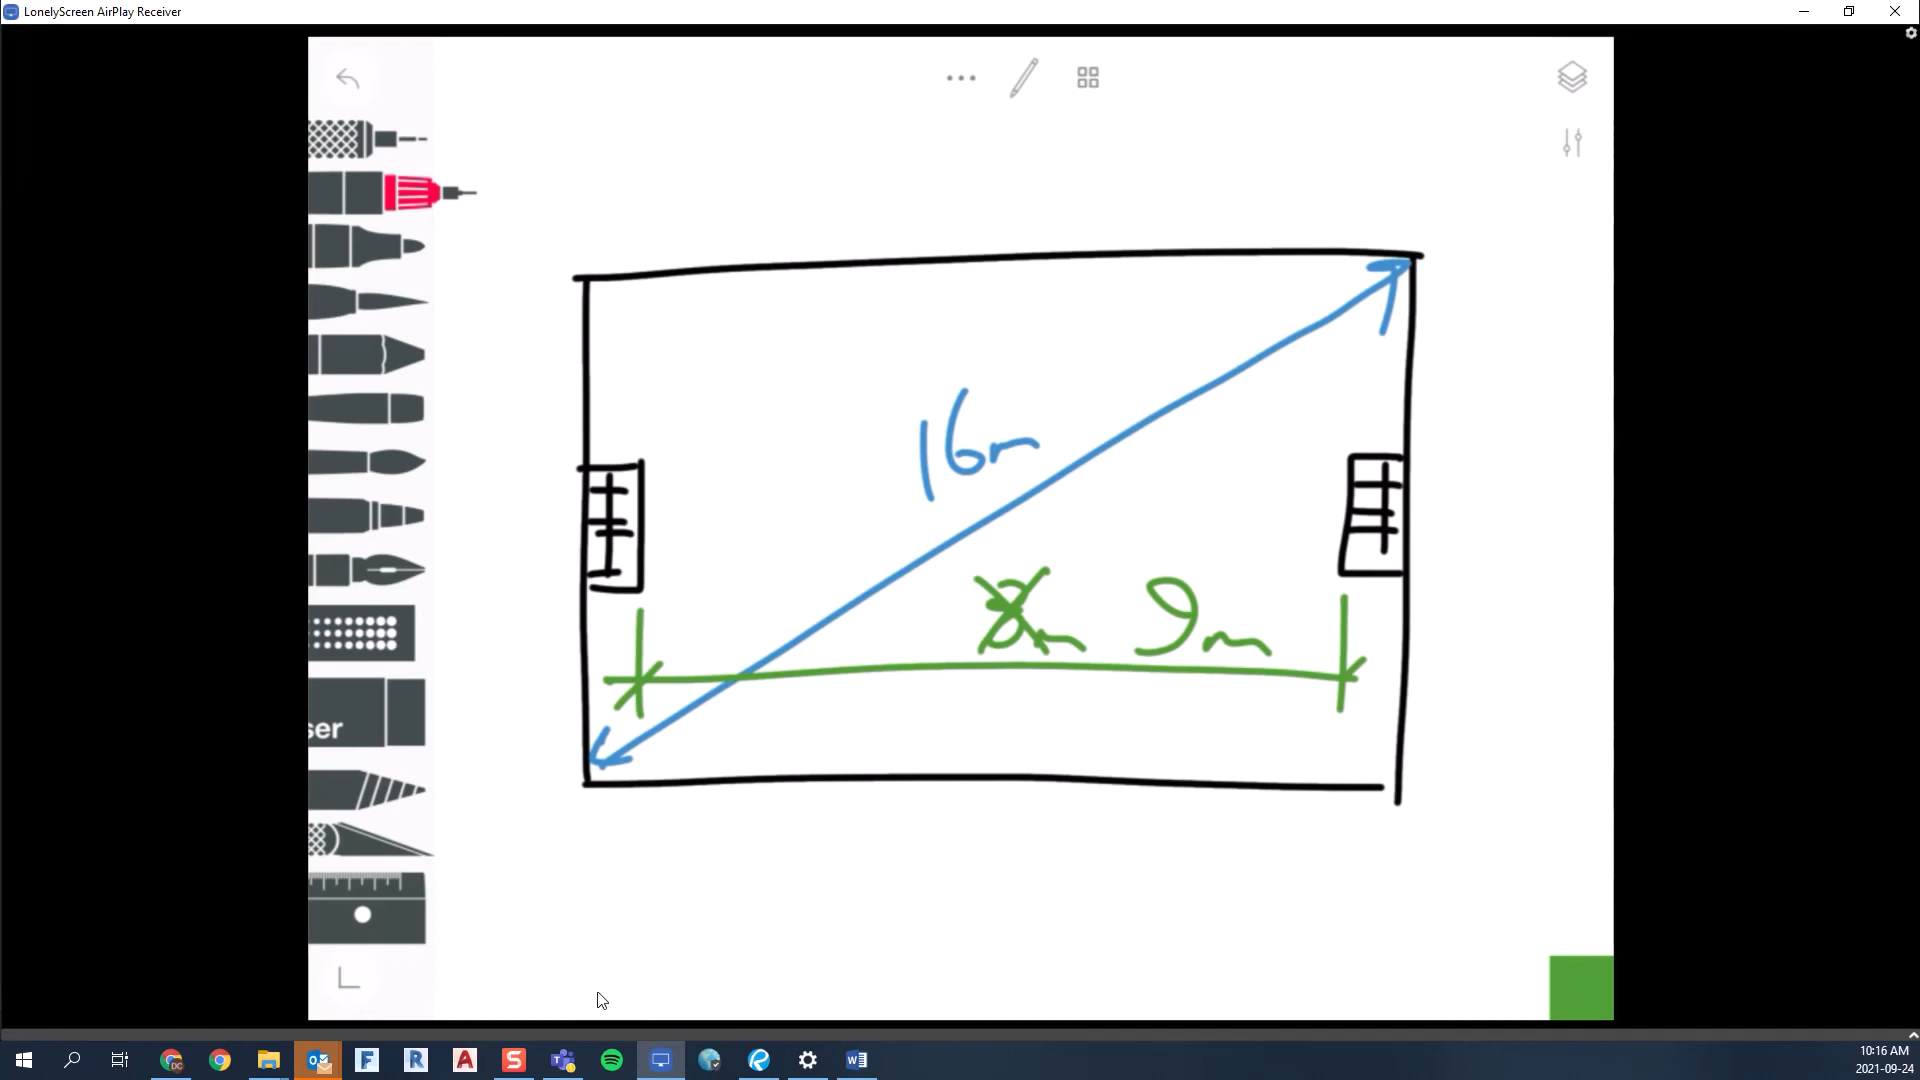 LonelyScreen AirPlay Receiver
16m
8m 9m
ser
10:16 AM
2021-09-24